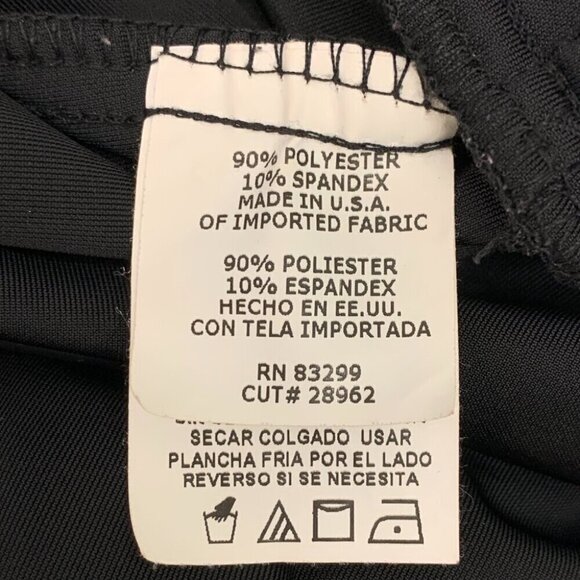 90% POLYESTER
10% SPANDEX
MADE IN U.S.A.
OF IMPORTED FABRIC
90% POLIESTER
10% ESPANDEX
HECHO EN EE.UU.
CON TELA IMPORTADA
RN 83299
CUT# 28962
SECAR COLGADO USAR
PLANCHA FRIA POR EL LADO
REVERSO SI SE NECESITA